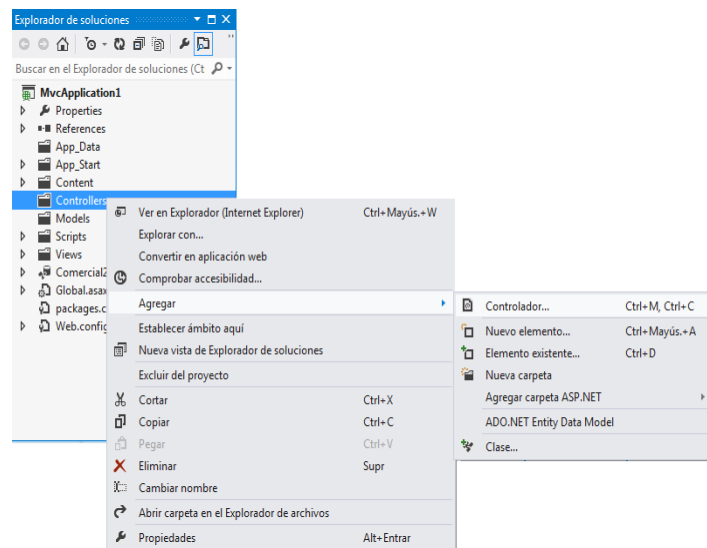 Explorador de soluciones
Buscar en el Explorador de soluciones (Ct
MvcApplication1
Properties
References
App_Data
App_Start
Content
Controllers
Models
Scripts
Views
Global.asax
Ver en Explorador (Internet Explorer) Ctrl+Mayús.+W
Explorar con...
Convertir en aplicación web
Comprobar accesibilidad...
Agregar
Establecer ámbito aquí
Nueva vista de Explorador de soluciones
Excluir del proyecto
Cortar Ctrl+X
Copiar Ctrl+C
Pegar Ctrl+V
Eliminar Supr
Cambiar nombre
Abrir carpeta en el Explorador de archivos
Propiedades Alt+Entrar
Controlador... Ctrl+M, Ctrl+C
Nuevo elemento... Ctrl+Mayús.+A
Elemento existente... Ctrl+D
Nueva carpeta
Agregar carpeta ASP.NET
ADO.NET Entity Data Model
Clase...